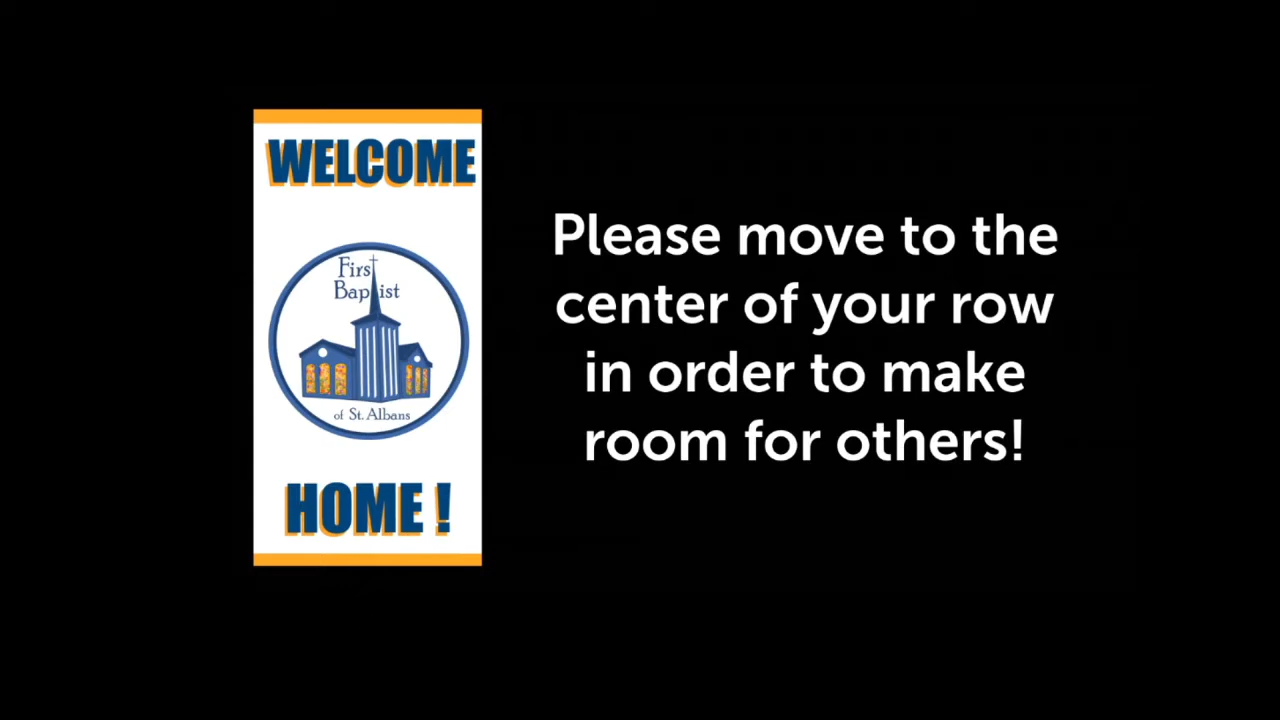 WELCOME
First
Baptist
of St. Albans
HOME !
Please move to the
center of your row
in order to make
room for others!